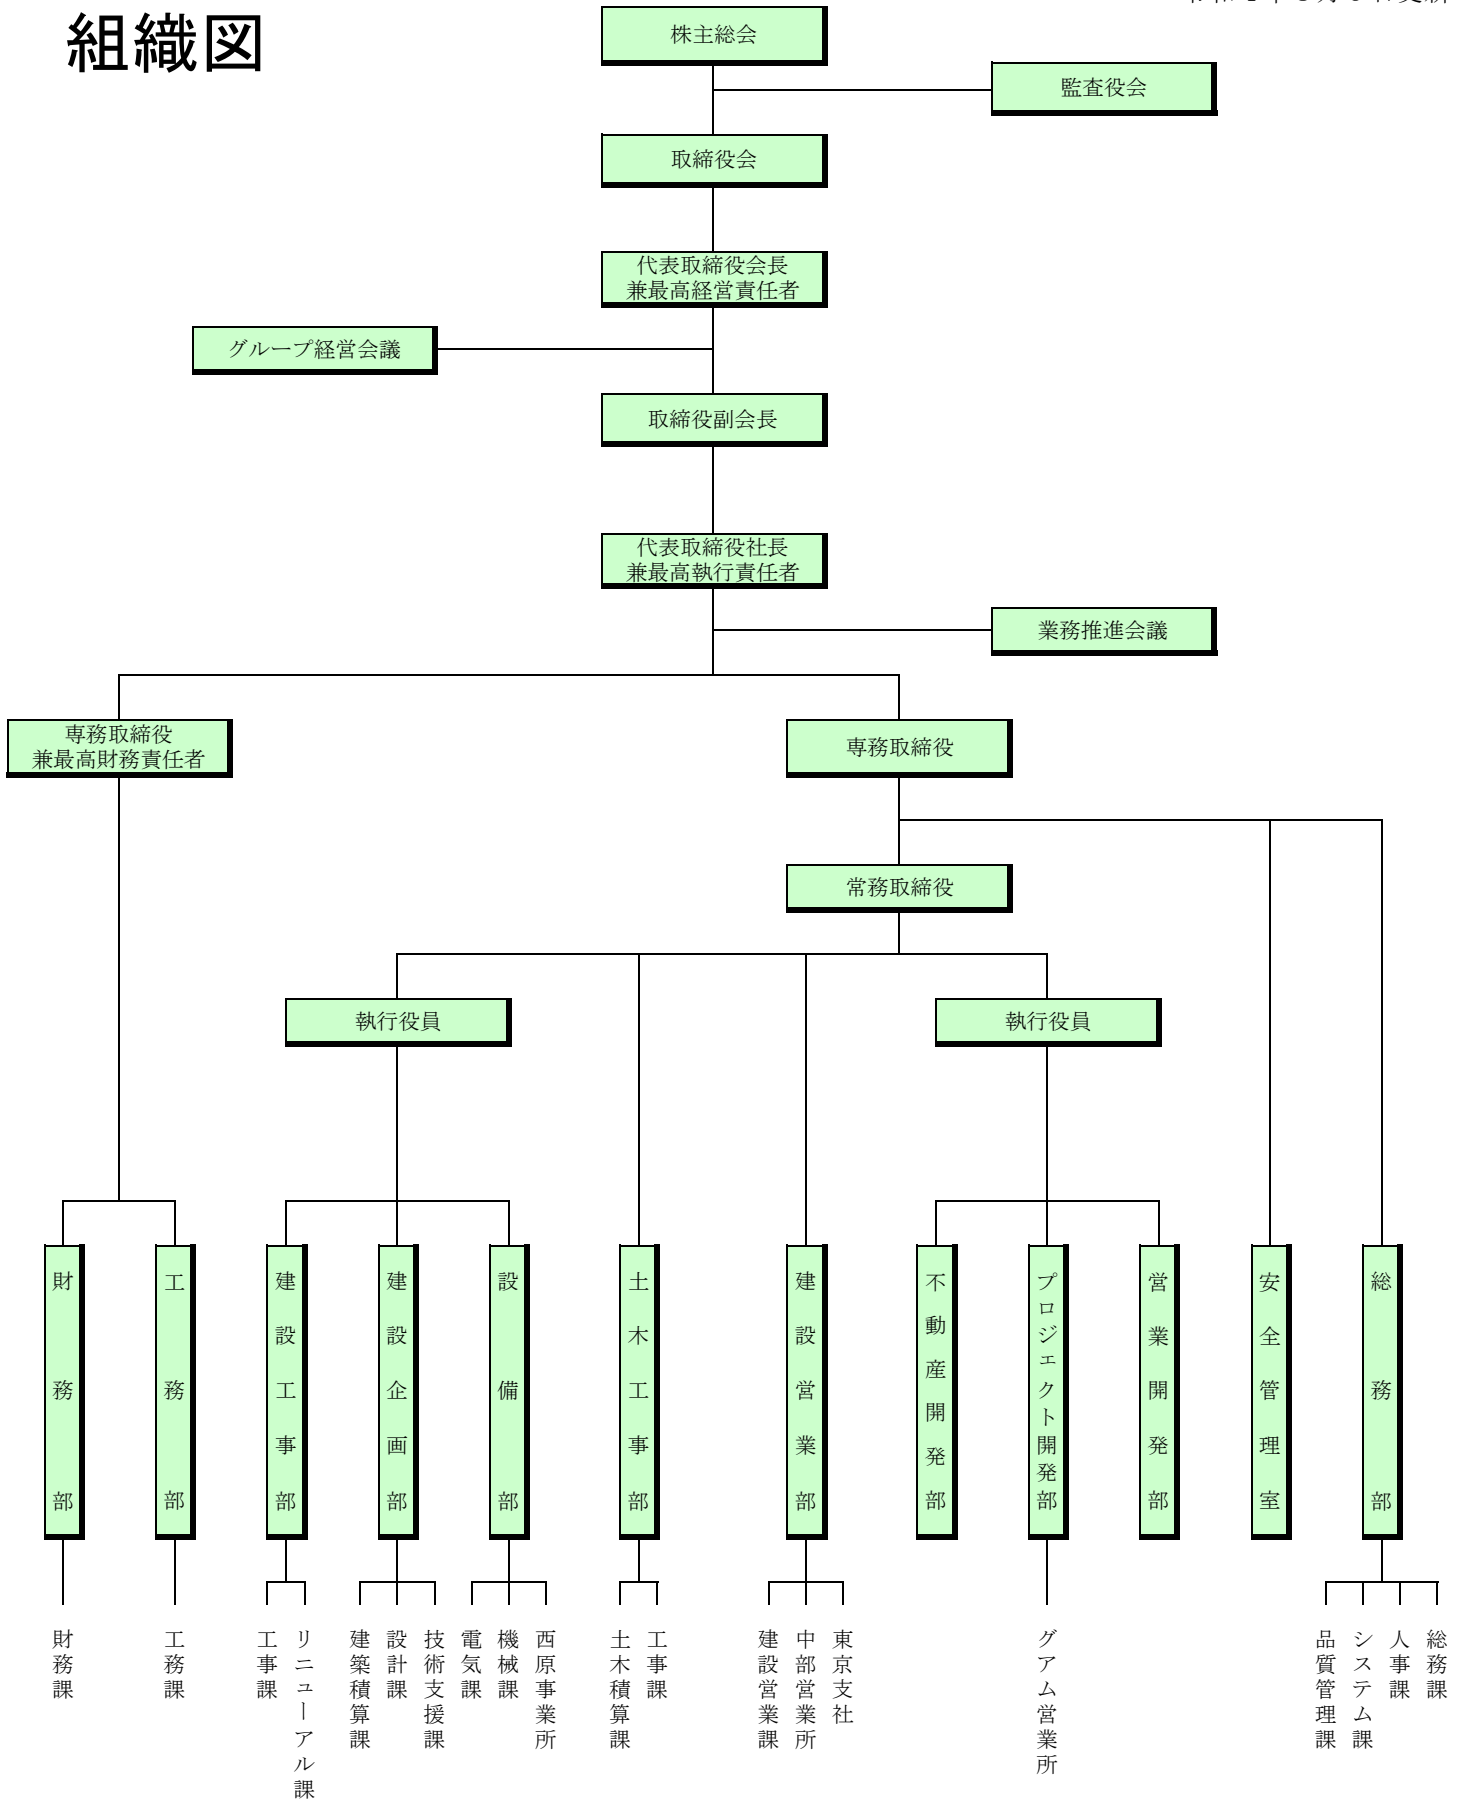 組織図
株主総会
監査役会
取締役会
代表取締役会長
兼最高経営責任者
グループ経営会議
取締役副会長
代表取締役社長
兼最高執行責任者
業務推進会議
専務取締役
兼最高財務責任者
専務取締役
常務取締役
執行役員
執行役員
財務部
工務部
建設工事部
建設企画部
設備部
土木工事部
建設営業部
不動産開発部
プロジェクト開発部
営業開発部
安全管理室
総務部
財務課
工務課
工事課
リニューアル課
建築積算課
設計課
技術支援課
電気課
機械課
西原事業所
土木積算課
工事課
建設営業課
中部営業所
東京支社
グアム営業所
品質管理課
システム課
人事課
総務課